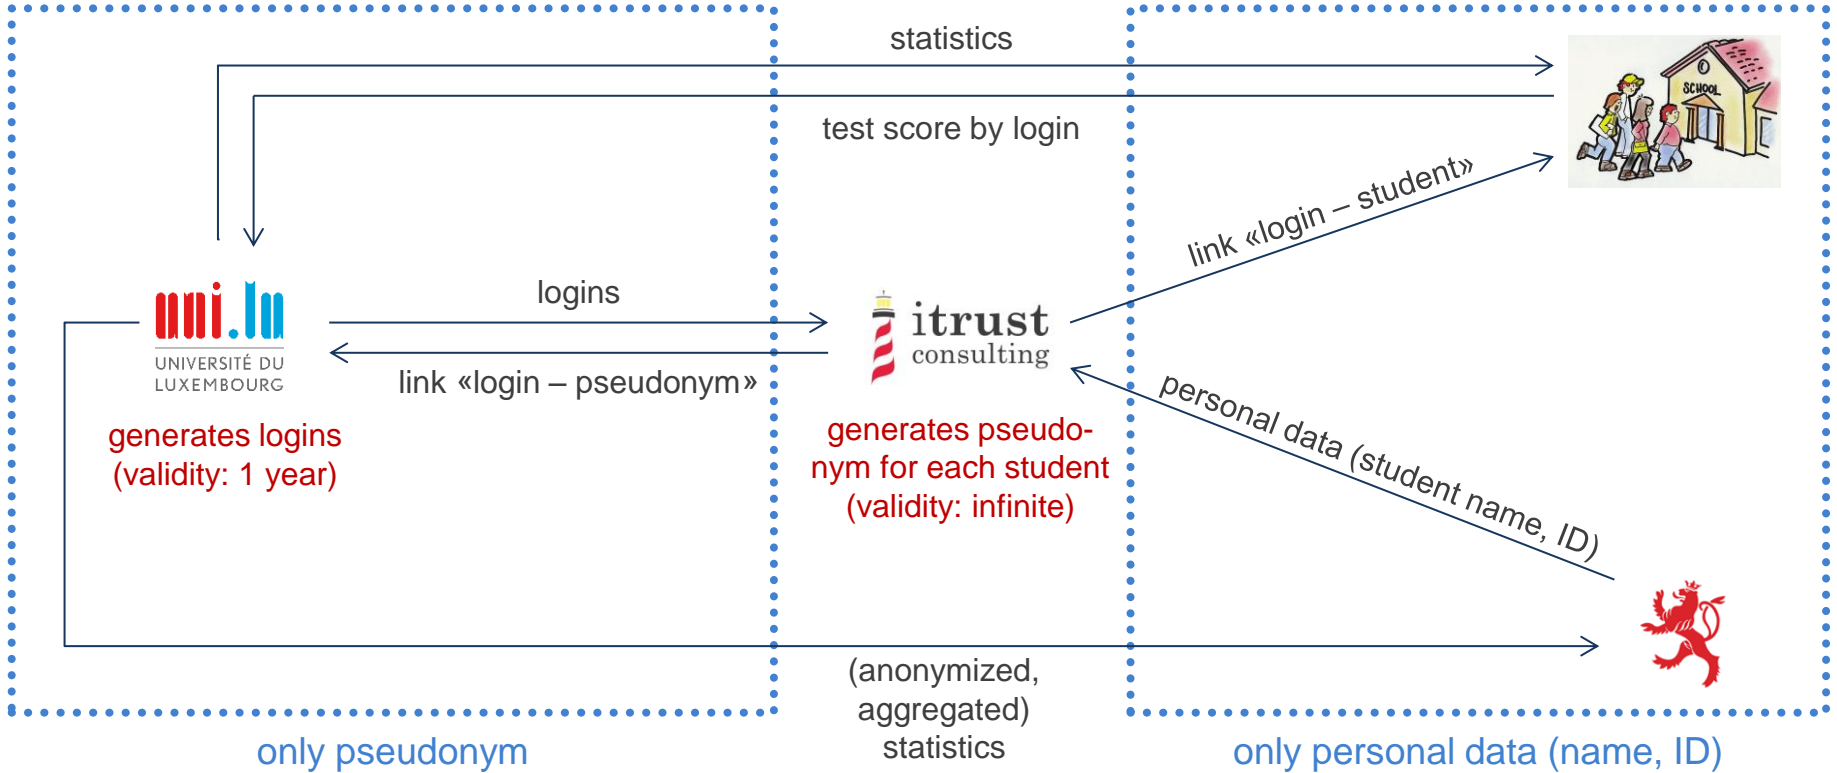 statistics
SCHOOL
test score by login
link «login – student»
logins
uni.lu
UNIVERSITÉ DU
LUXEMBOURG
itrust
consulting
link «login – pseudonym»
personal data (student name, ID)
generates logins
(validity: 1 year)
generates pseudo-
nym for each student
(validity: infinite)
(anonymized,
aggregated)
statistics
only pseudonym
only personal data (name, ID)